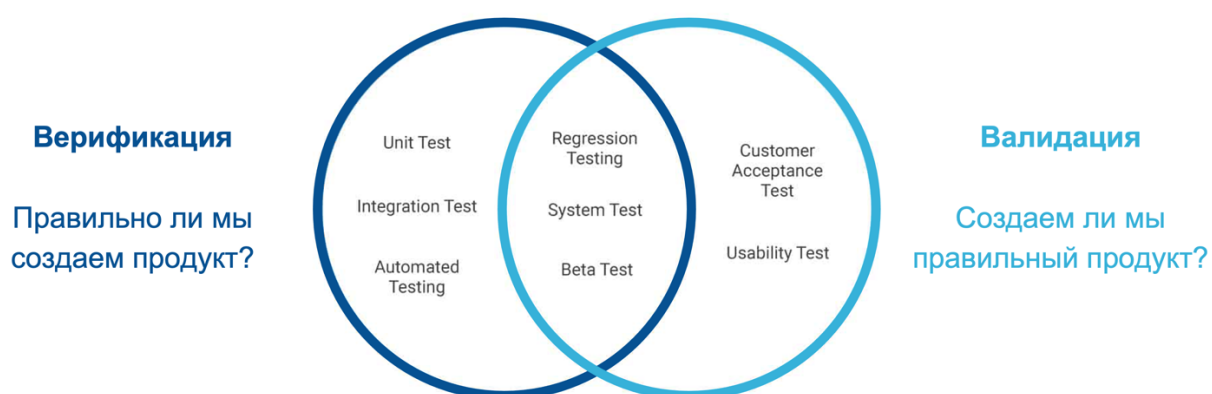 Верификация
Правильно ли мы
создаем продукт?
Unit Test
Integration Test
Automated
Testing
Regression
Testing
System Test
Beta Test
Customer
Acceptance
Test
Usability Test
Валидация
Создаем ли мы
правильный продукт?